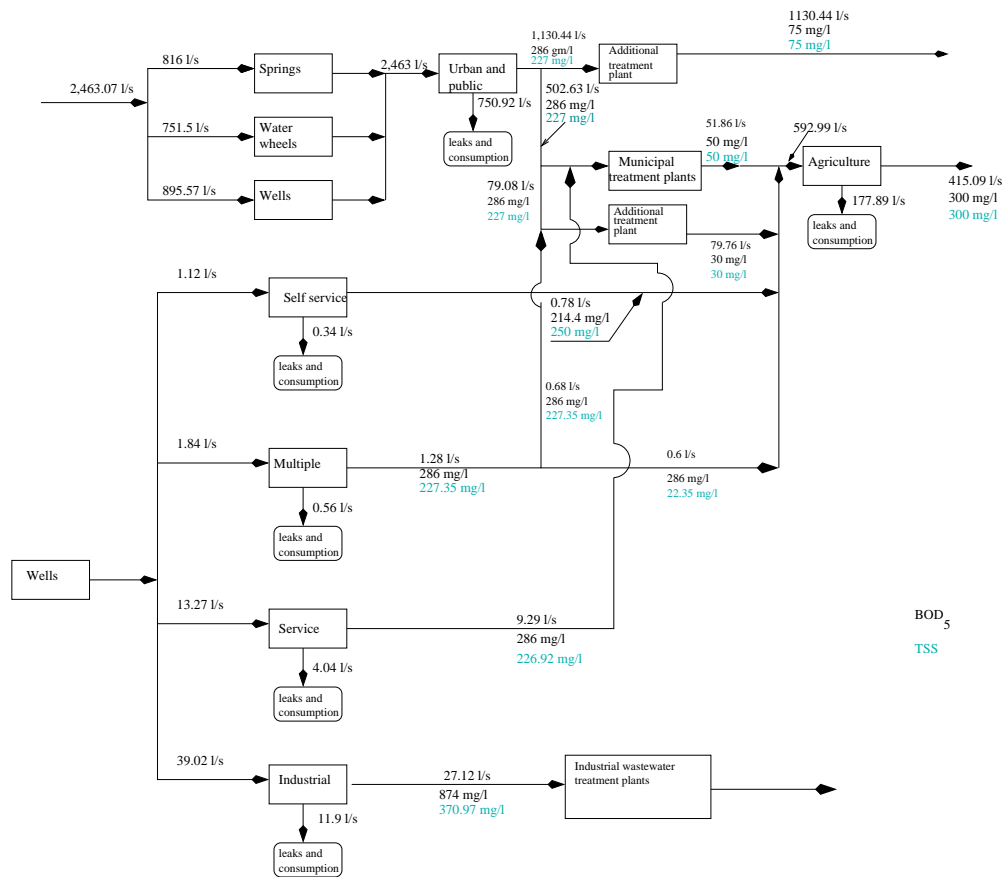 1130.44 l/s
75 mg/l
75 mg/l
1,130.44 l/s
286 gm/l
227 mg/l
Additional
treatment
plant
816 l/s
Springs
2,463 l/s
Urban and
public
2,463.07 l/s
502.63 l/s
286 mg/l
227 mg/l
750.92 l/s
751.5 l/s
Water
wheels
leaks and
consumption
51.86 l/s
50 mg/l
50 mg/l
592.99 l/s
Municipal
treatment plants
Agriculture
895.57 l/s
Wells
79.08 l/s
286 mg/l
227 mg/l
415.09 l/s
300 mg/l
300 mg/l
177.89 l/s
leaks and
consumption
Additional
treatment
plant
79.76 l/s
30 mg/l
30 mg/l
1.12 l/s
Self service
0.78 l/s
214.4 mg/l
250 mg/l
0.34 l/s
leaks and
consumption
0.68 l/s
286 mg/l
227.35 mg/l
1.84 l/s
Multiple
1.28 l/s
286 mg/l
227.35 mg/l
0.6 l/s
286 mg/l
22.35 mg/l
0.56 l/s
leaks and
consumption
Wells
13.27 l/s
Service
9.29 l/s
286 mg/l
226.92 mg/l
BOD5
TSS
4.04 l/s
leaks and
consumption
39.02 l/s
Industrial
27.12 l/s
874 mg/l
370.97 mg/l
Industrial wastewater
treatment plants
11.9 l/s
leaks and
consumption